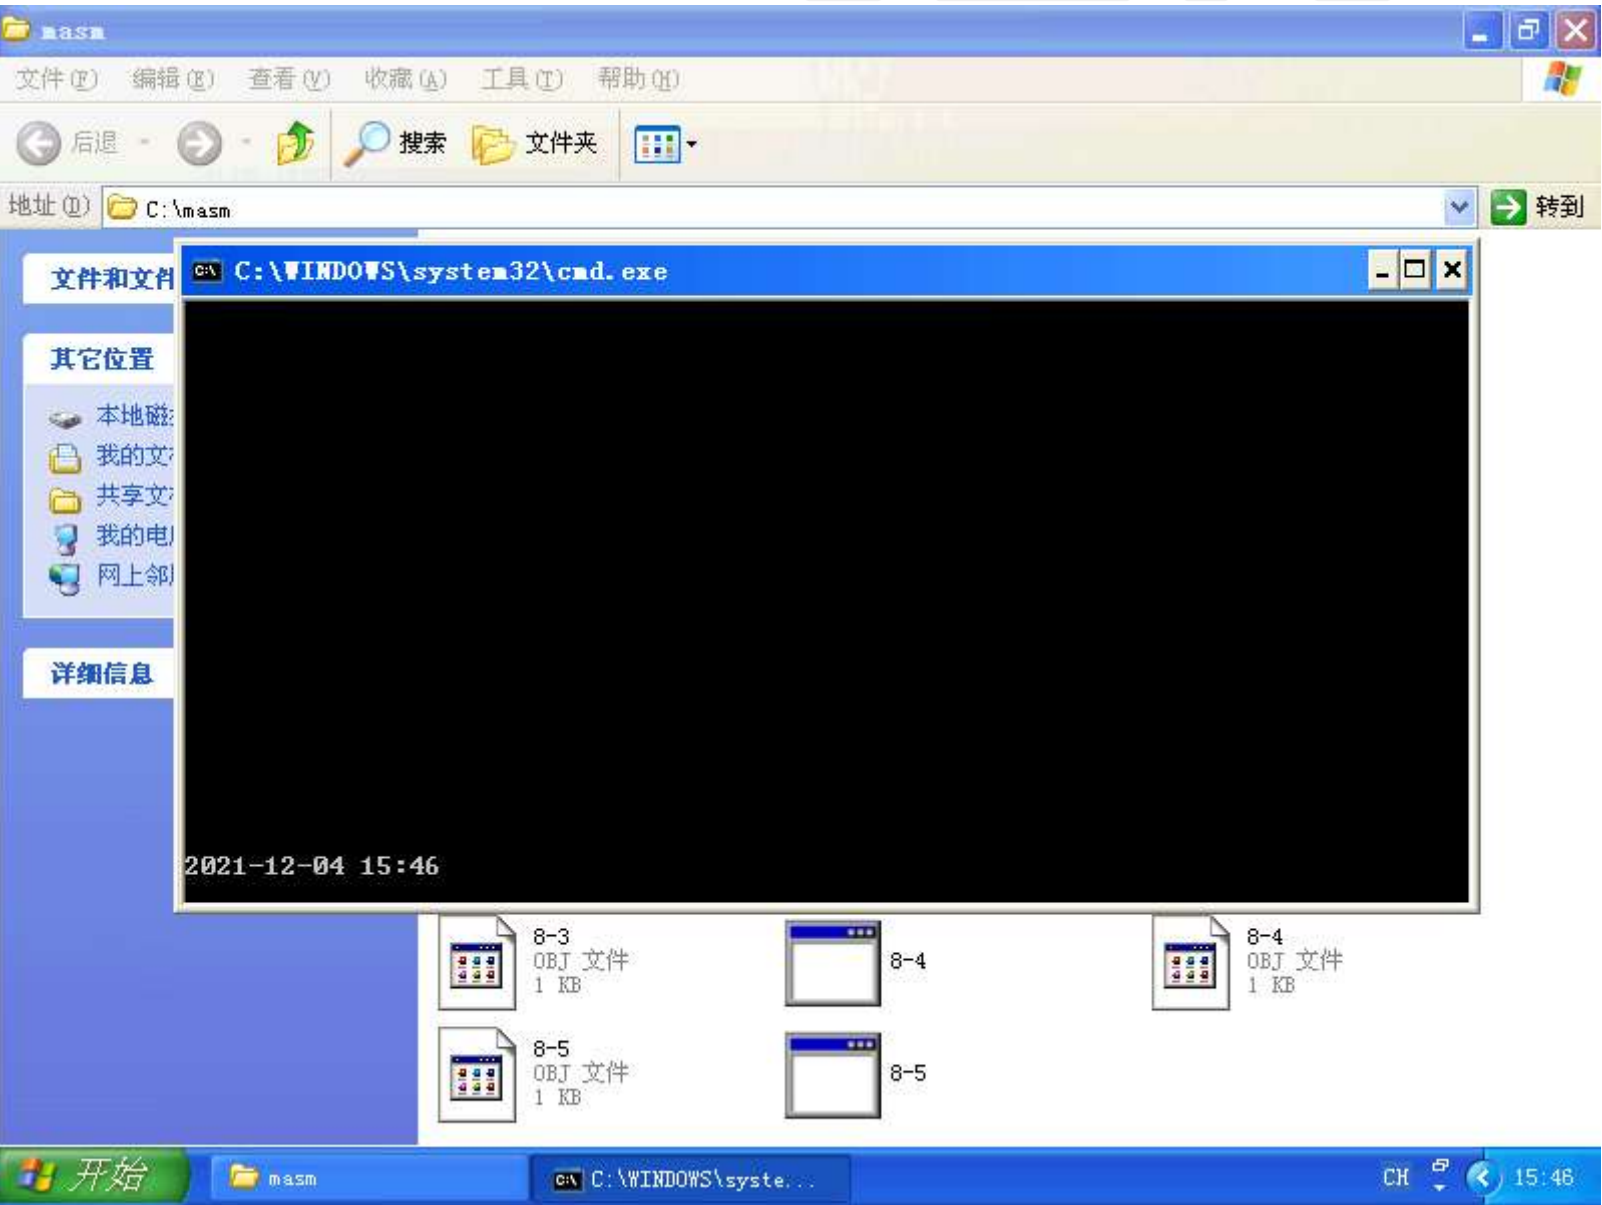 masm
文件(F) 编辑(E) 查看(V) 收藏(A) 工具(T) 帮助(H)
后退 搜索 文件夹
地址(D) C:\masm 转到
C:\WINDOWS\system32\cmd.exe
文件和文件
其它位置
本地磁
我的文
共享文
我的电
网上邻
详细信息
2021-12-04 15:46
8-3
OBJ 文件
1 KB
8-4
8-4
OBJ 文件
1 KB
8-5
OBJ 文件
1 KB
8-5
开始 masm C:\WINDOWS\syste... CH 15:46